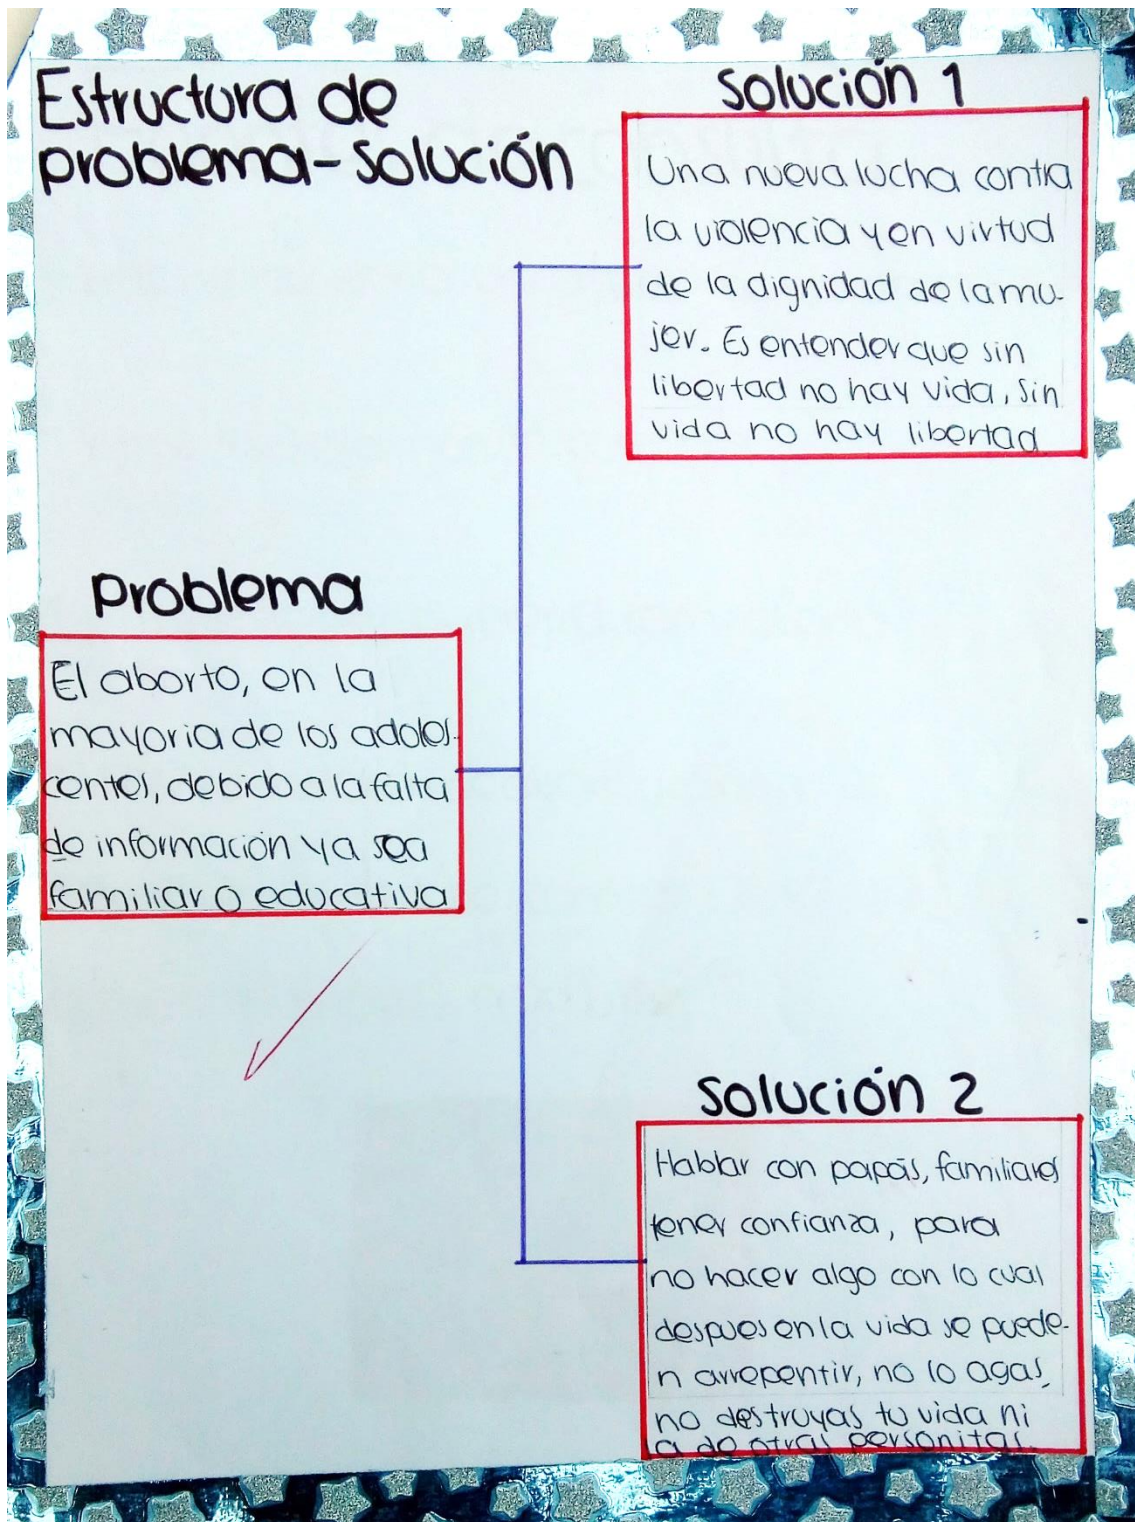 Estructura de
problema-Solución
Solución 1
Una nueva lucha contra
la violencia y en virtud
de la dignidad de la mu-
jer. Es entender que sin
libertad no hay vida, sin
vida no hay libertad
Problema
El aborto, en la
mayoria de los adoles-
centes, debido a la falta
de información ya sea
familiar o educativa
Solución 2
Hablar con papás, familiares
tener confianza, para
no hacer algo con lo cual
despues en la vida se puede-
n arrepentir, no lo agas,
no destruyas tu vida ni
a de otras personitas.